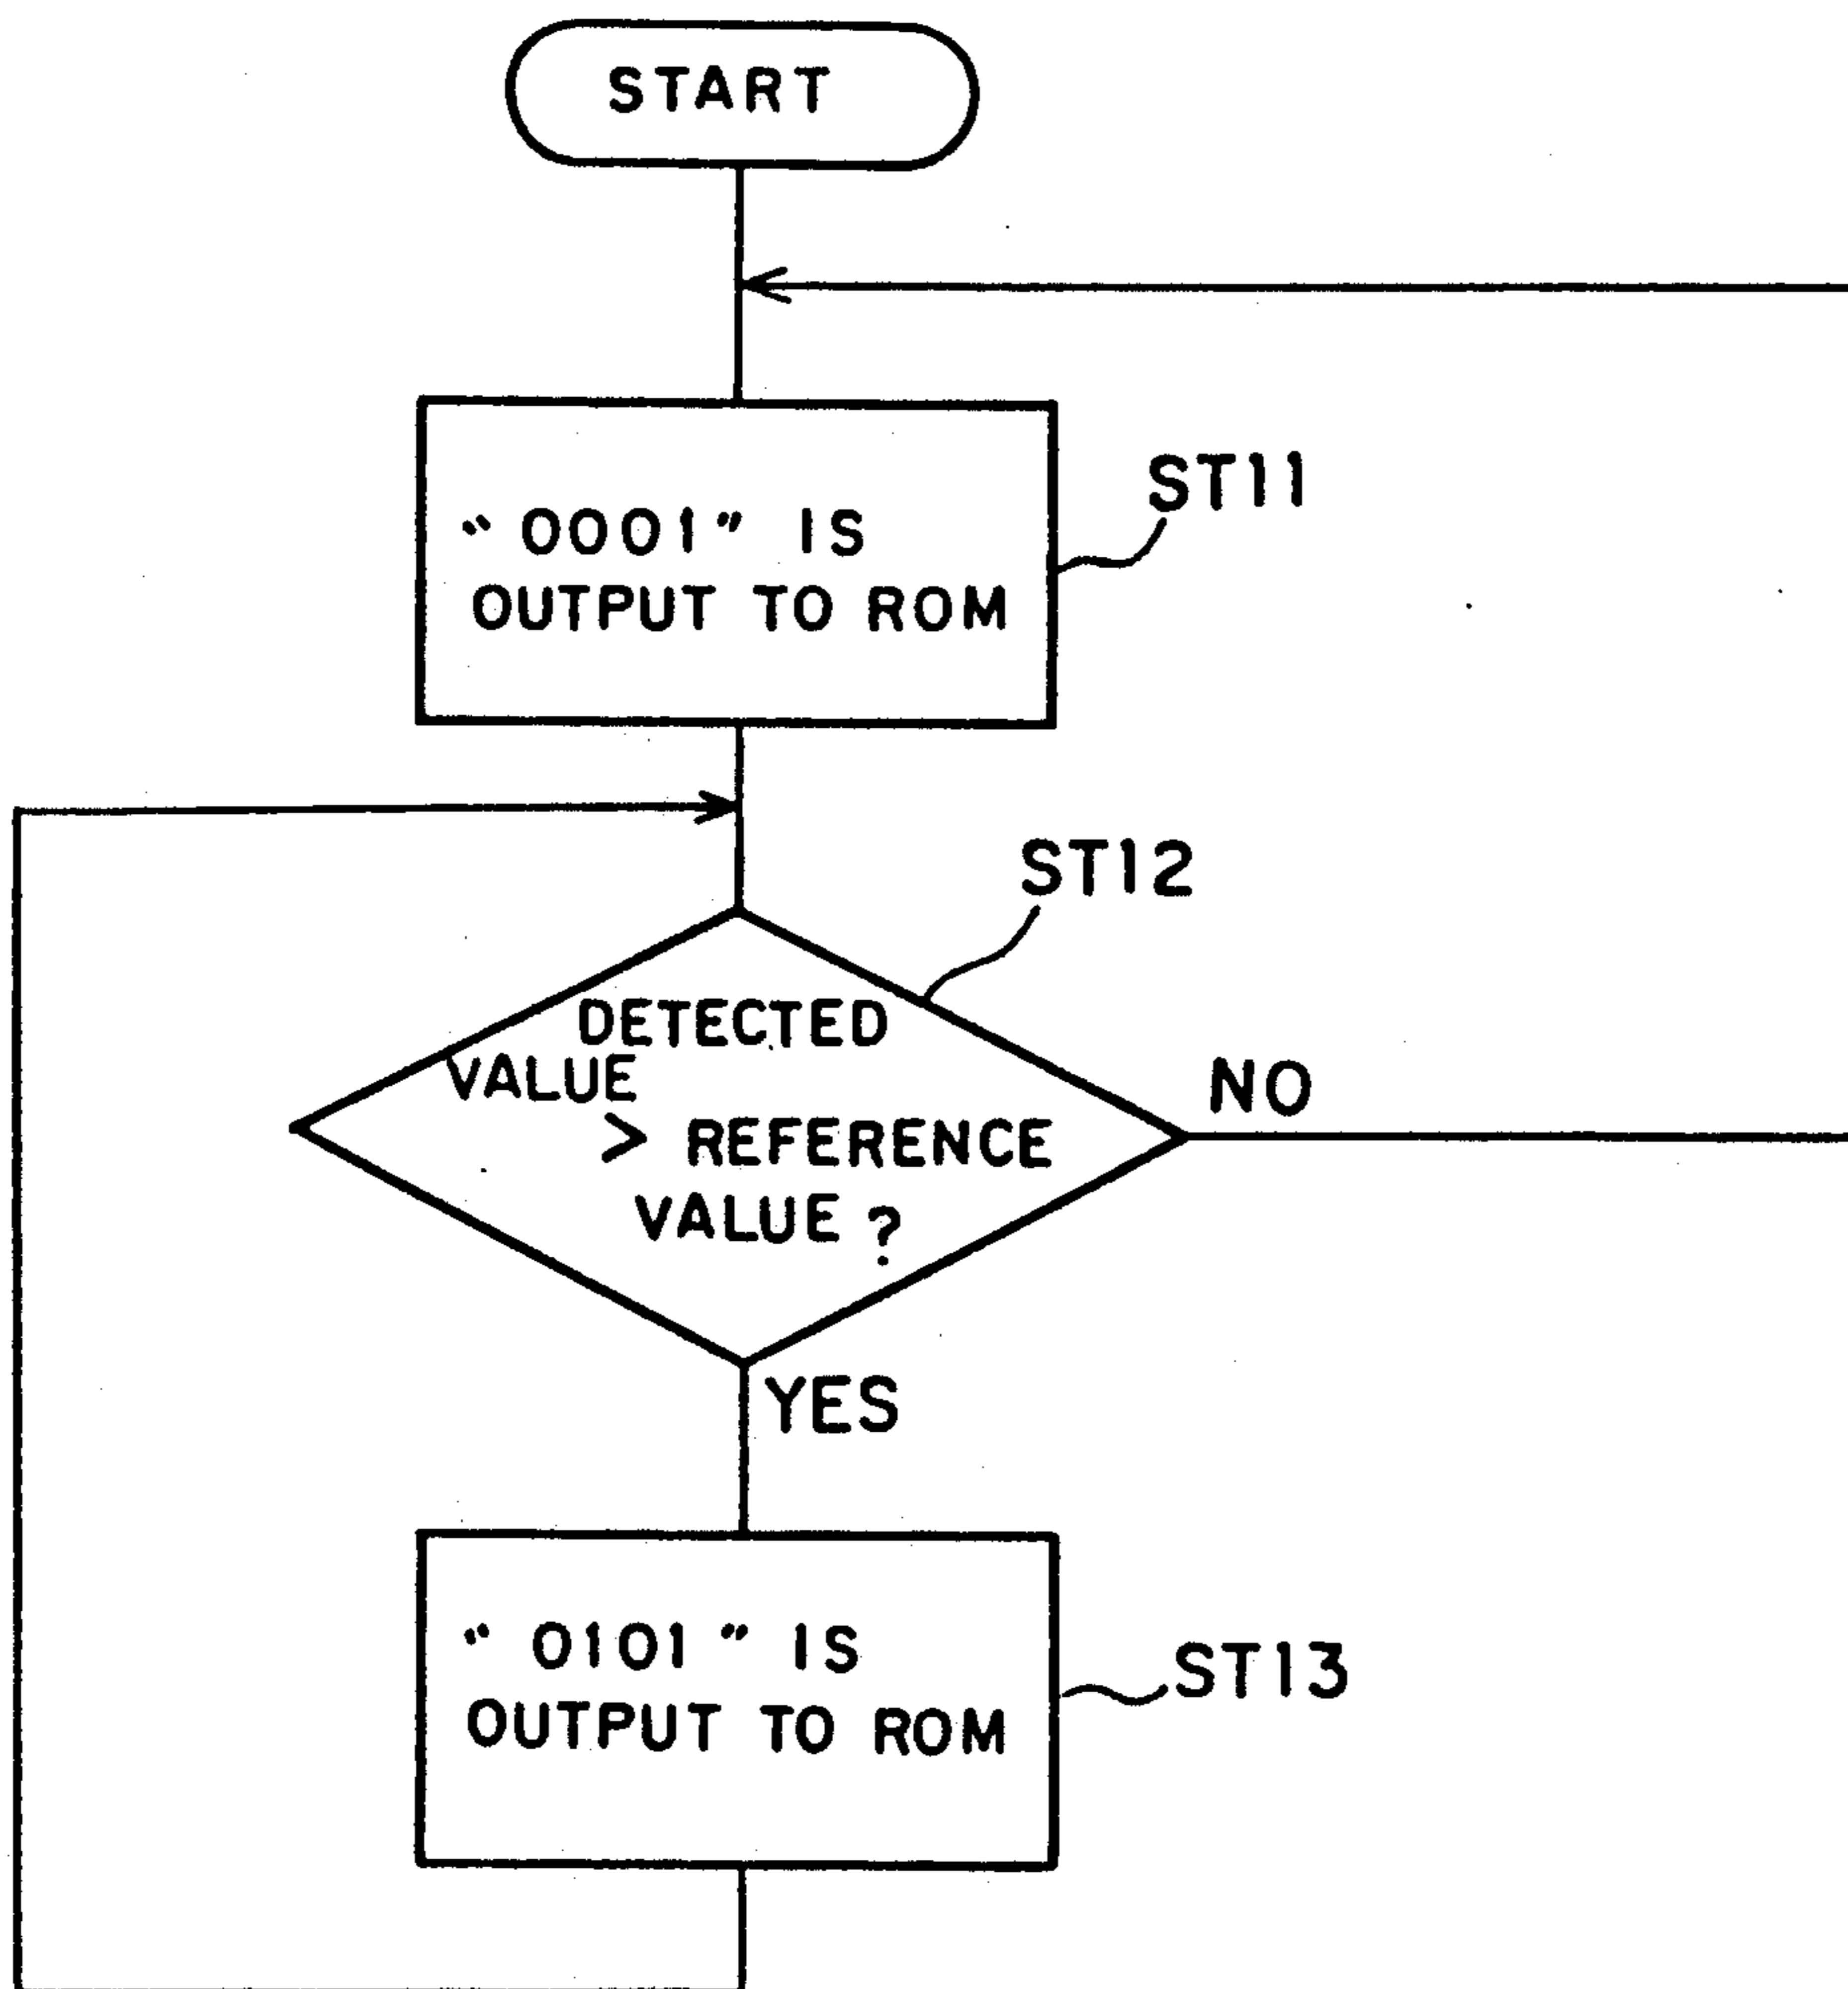 START
“0001” IS
OUTPUT TO ROM
ST11
ST12
DETECTED
VALUE
> REFERENCE
VALUE ?
NO
YES
“ 0101 ” IS
OUTPUT TO ROM
ST13